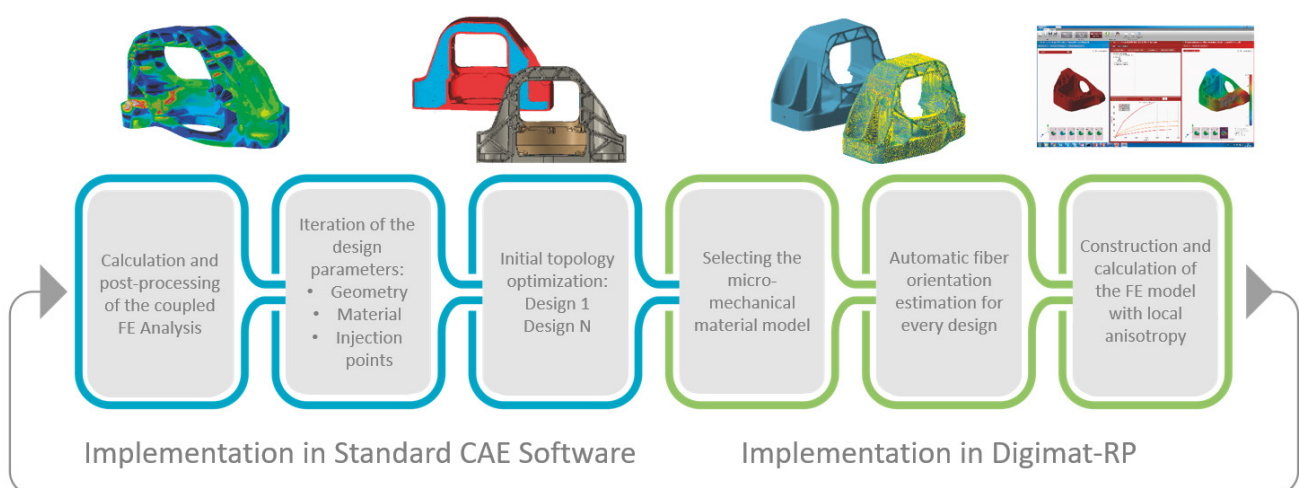 Calculation and
post-processing
of the coupled
FE Analysis
Iteration of the
design
parameters:
• Geometry
• Material
• Injection
points
Initial topology
optimization:
Design 1
Design N
Selecting the
micro-
mechanical
material model
Automatic fiber
orientation
estimation for
every design
Construction and
calculation of
the FE model
with local
anisotropy
Implementation in Standard CAE Software
Implementation in Digimat-RP